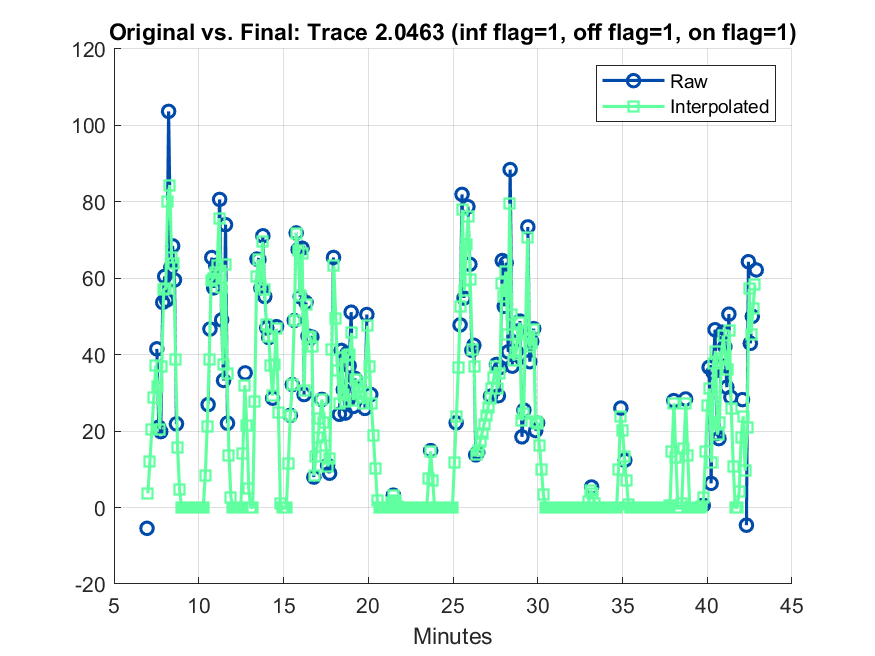 Original vs. Final: Trace 2.0463 (inf flag=1, off flag=1, on flag=1)
120
100
80
60
40
20
0
-20
Raw
Interpolated
5 10 15 20 25 30 35 40 45
Minutes